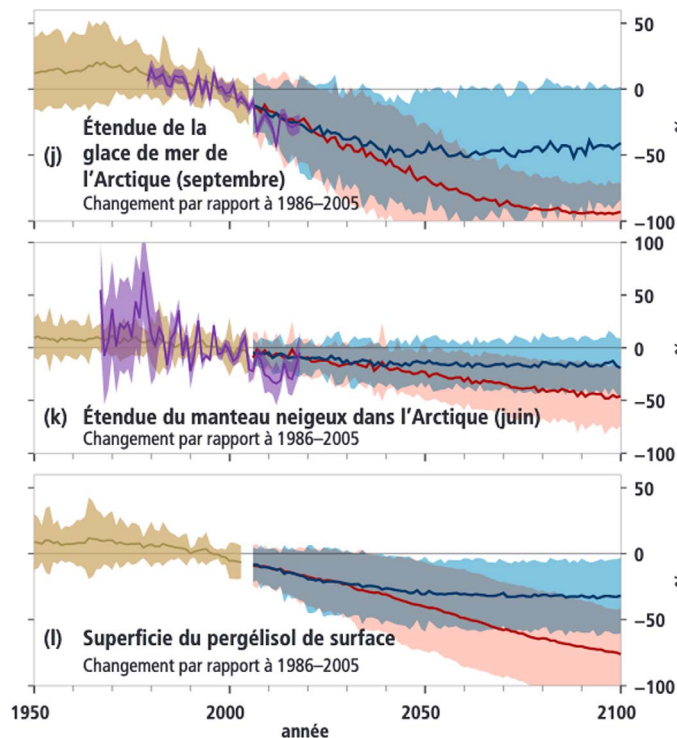 50
0
−50
−100
(j) Étendue de la
glace de mer de
l’Arctique (septembre)
Changement par rapport à 1986–2005
100
50
0
−50
−100
(k) Étendue du manteau neigeux dans l’Arctique (juin)
Changement par rapport à 1986–2005
50
0
−50
−100
(l) Superficie du pergélisol de surface
Changement par rapport à 1986–2005
1950 2000 2050 2100
année